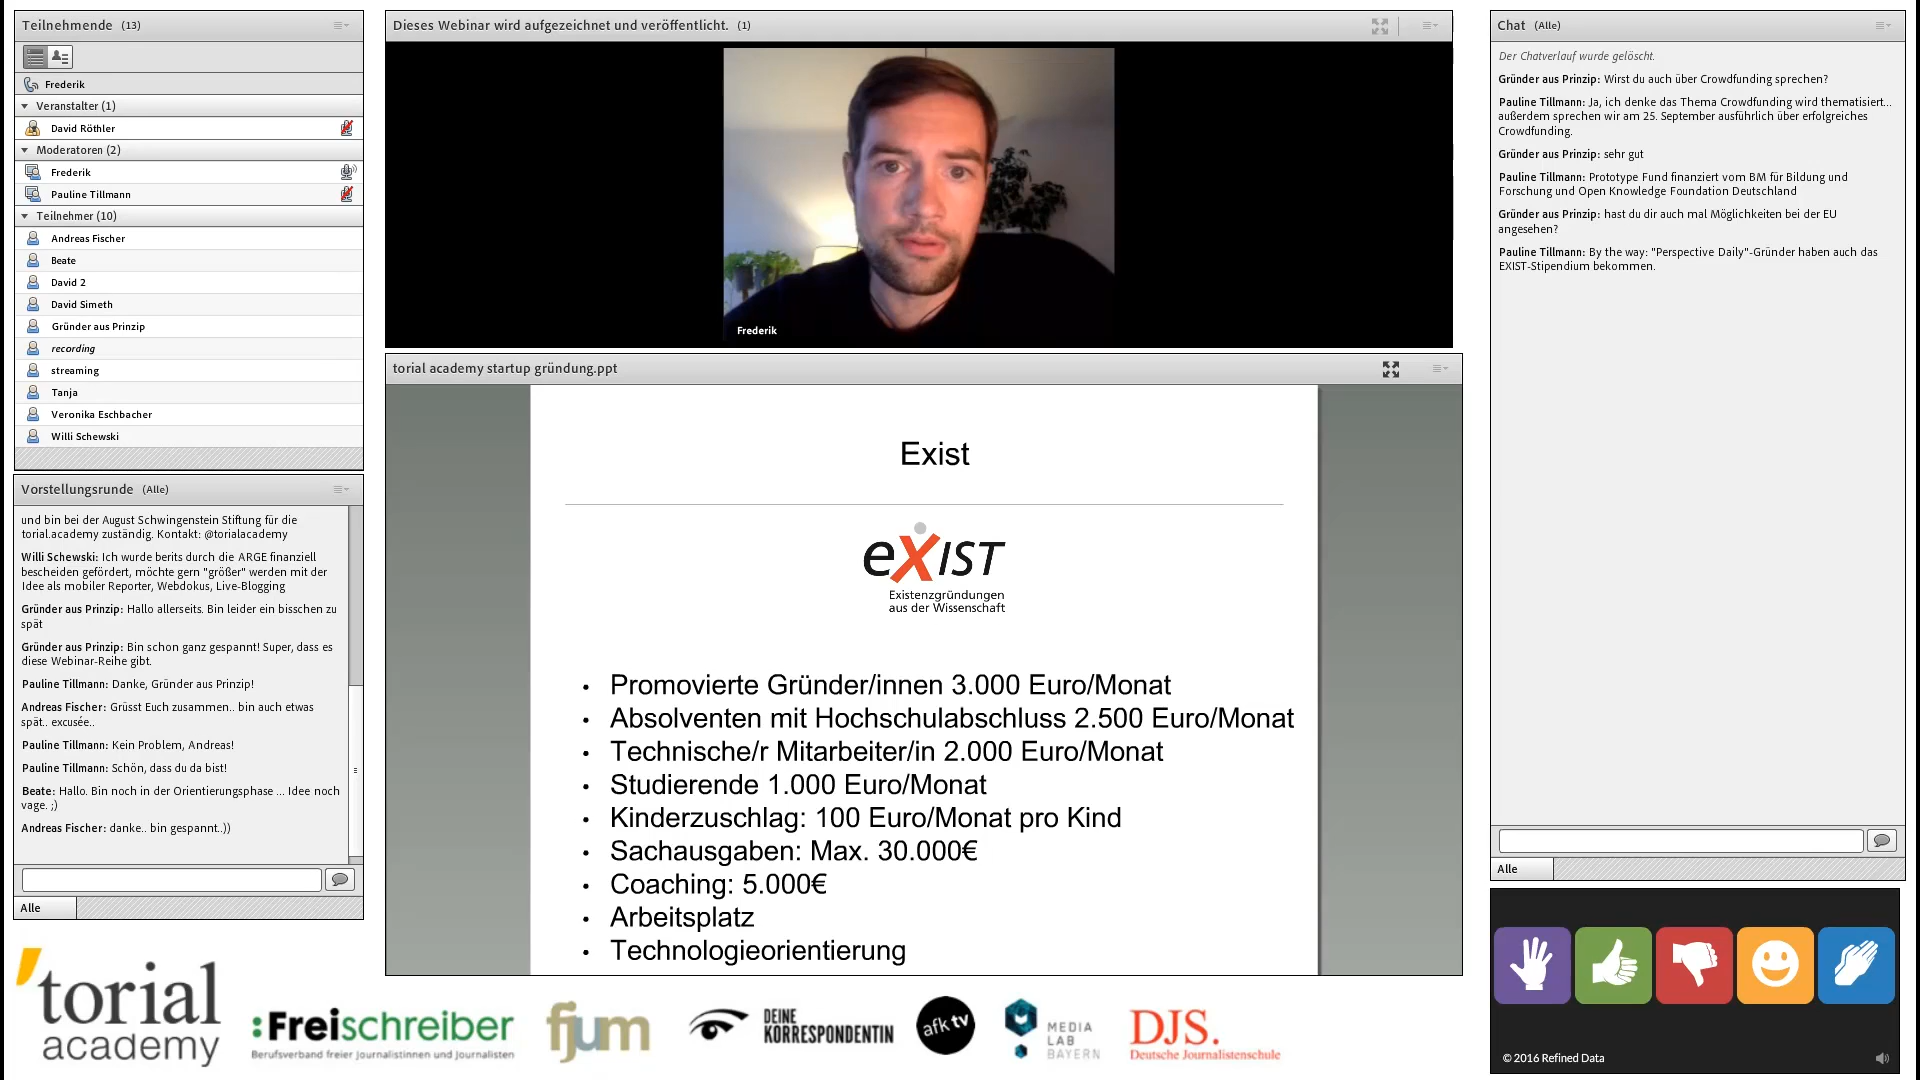 Teilnehmende (13)
Frederik
Veranstalter (1)
David Röthler
Moderatoren (2)
Frederik
Pauline Tillmann
Teilnehmer (10)
Andreas Fischer
Beate
David 2
David Simeth
Gründer aus Prinzip
recording
streaming
Tanja
Veronika Eschbacher
Willi Schewski
Vorstellungsrunde (Alle)
und bin bei der August Schwingenstein Stiftung für die
torial.academy zuständig. Kontakt: @torialacademy
Willi Schewski: Ich wurde berits durch die ARGE finanziell
bescheiden gefördert, möchte gern "größer" werden mit der
Idee als mobiler Reporter, Webdokus, Live-Blogging
Gründer aus Prinzip: Hallo allerseits. Bin leider ein bisschen zu
spät
Gründer aus Prinzip: Bin schon ganz gespannt! Super, dass es
diese Webinar-Reihe gibt.
Pauline Tillmann: Danke, Gründer aus Prinzip!
Andreas Fischer: Grüsst Euch zusammen.. bin auch etwas
spät.. excusée..
Pauline Tillmann: Kein Problem, Andreas!
Pauline Tillmann: Schön, dass du da bist!
Beate: Hallo. Bin noch in der Orientierungsphase ... Idee noch
vage. ;)
Andreas Fischer: danke.. bin gespannt..))
Alle
Dieses Webinar wird aufgezeichnet und veröffentlicht. (1)
Frederik
torial academy startup gründung.ppt
Exist
eXIST
Existenzgründungen
aus der Wissenschaft
• Promovierte Gründer/innen 3.000 Euro/Monat
• Absolventen mit Hochschulabschluss 2.500 Euro/Monat
• Technische/r Mitarbeiter/in 2.000 Euro/Monat
• Studierende 1.000 Euro/Monat
• Kinderzuschlag: 100 Euro/Monat pro Kind
• Sachausgaben: Max. 30.000€
• Coaching: 5.000€
• Arbeitsplatz
• Technologieorientierung
Chat (Alle)
Der Chatverlauf wurde gelöscht.
Gründer aus Prinzip: Wirst du auch über Crowdfunding sprechen?
Pauline Tillmann: Ja, ich denke das Thema Crowdfunding wird thematisiert...
außerdem sprechen wir am 25. September ausführlich über erfolgreiches
Crowdfunding.
Gründer aus Prinzip: sehr gut
Pauline Tillmann: Prototype Fund finanziert vom BM für Bildung und
Forschung und Open Knowledge Foundation Deutschland
Gründer aus Prinzip: hast du dir auch mal Möglichkeiten bei der EU
angesehen?
Pauline Tillmann: By the way: "Perspective Daily"-Gründer haben auch das
EXIST-Stipendium bekommen.
Alle
© 2016 Refined Data
'torial
academy
:Freischreiber
Berufsverband freier Journalistinnen und Journalisten
fjum
DEINE
KORRESPONDENTIN
afk tv
MEDIA
LAB
BAYERN
DJS.
Deutsche Journalistenschule